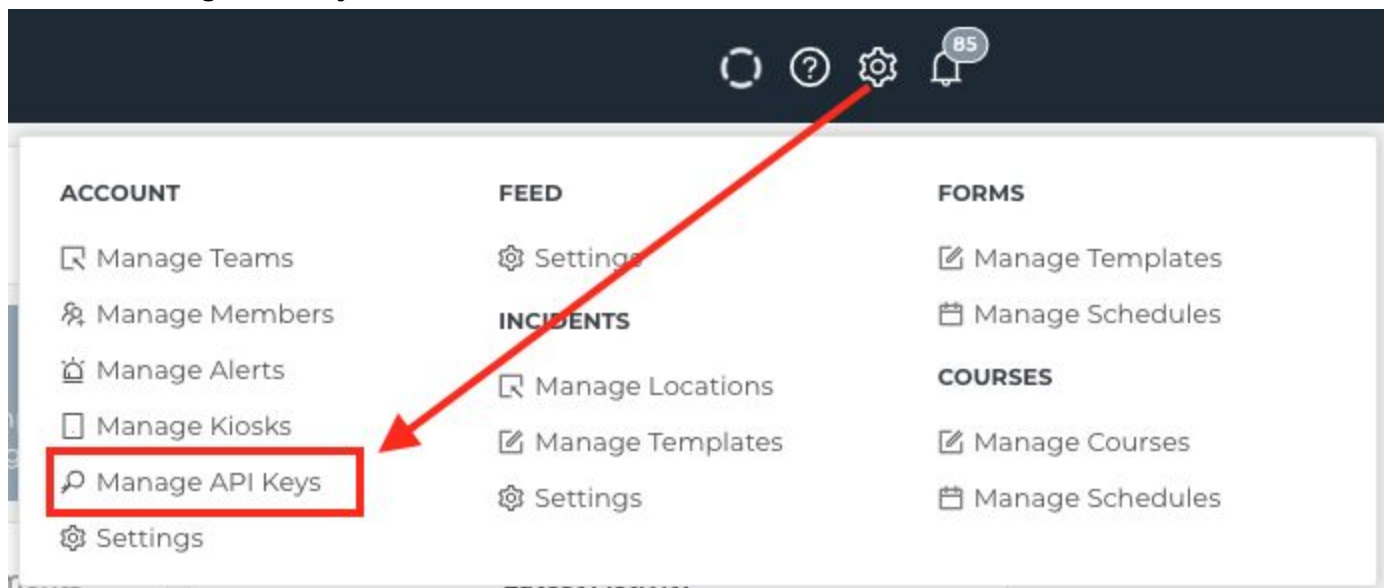 85
ACCOUNT
Manage Teams
Manage Members
Manage Alerts
Manage Kiosks
Manage API Keys
Settings
FEED
Settings
INCIDENTS
Manage Locations
Manage Templates
Settings
FORMS
Manage Templates
Manage Schedules
COURSES
Manage Courses
Manage Schedules